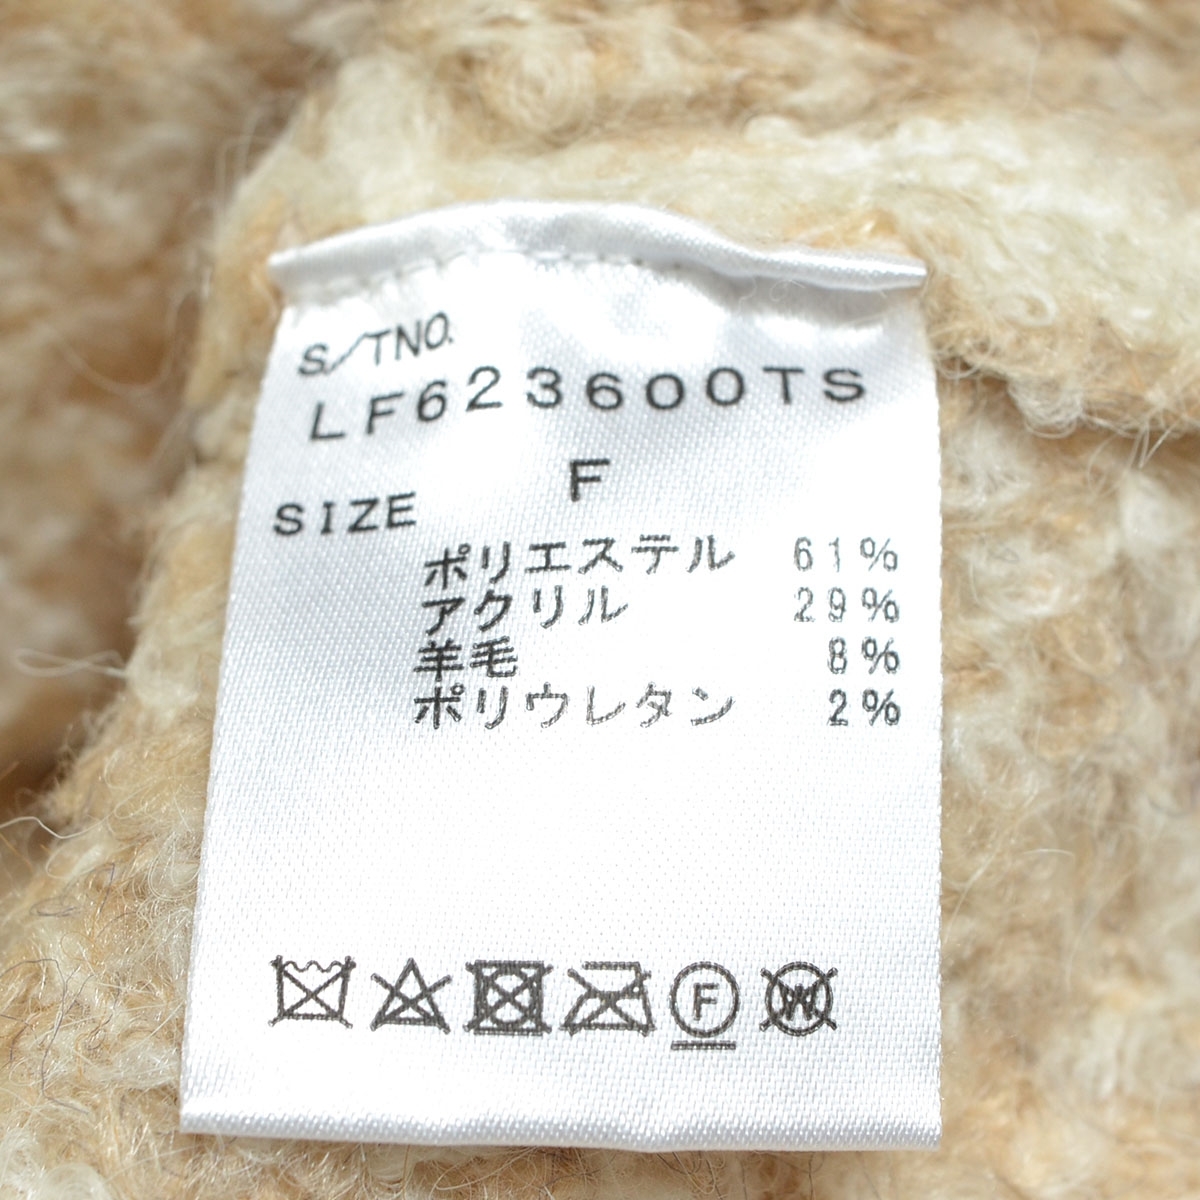 S/TNO.
LF623600TS
SIZE F
ポリエステル 61%
アクリル 29%
羊毛 8%
ポリウレタン 2%
F W